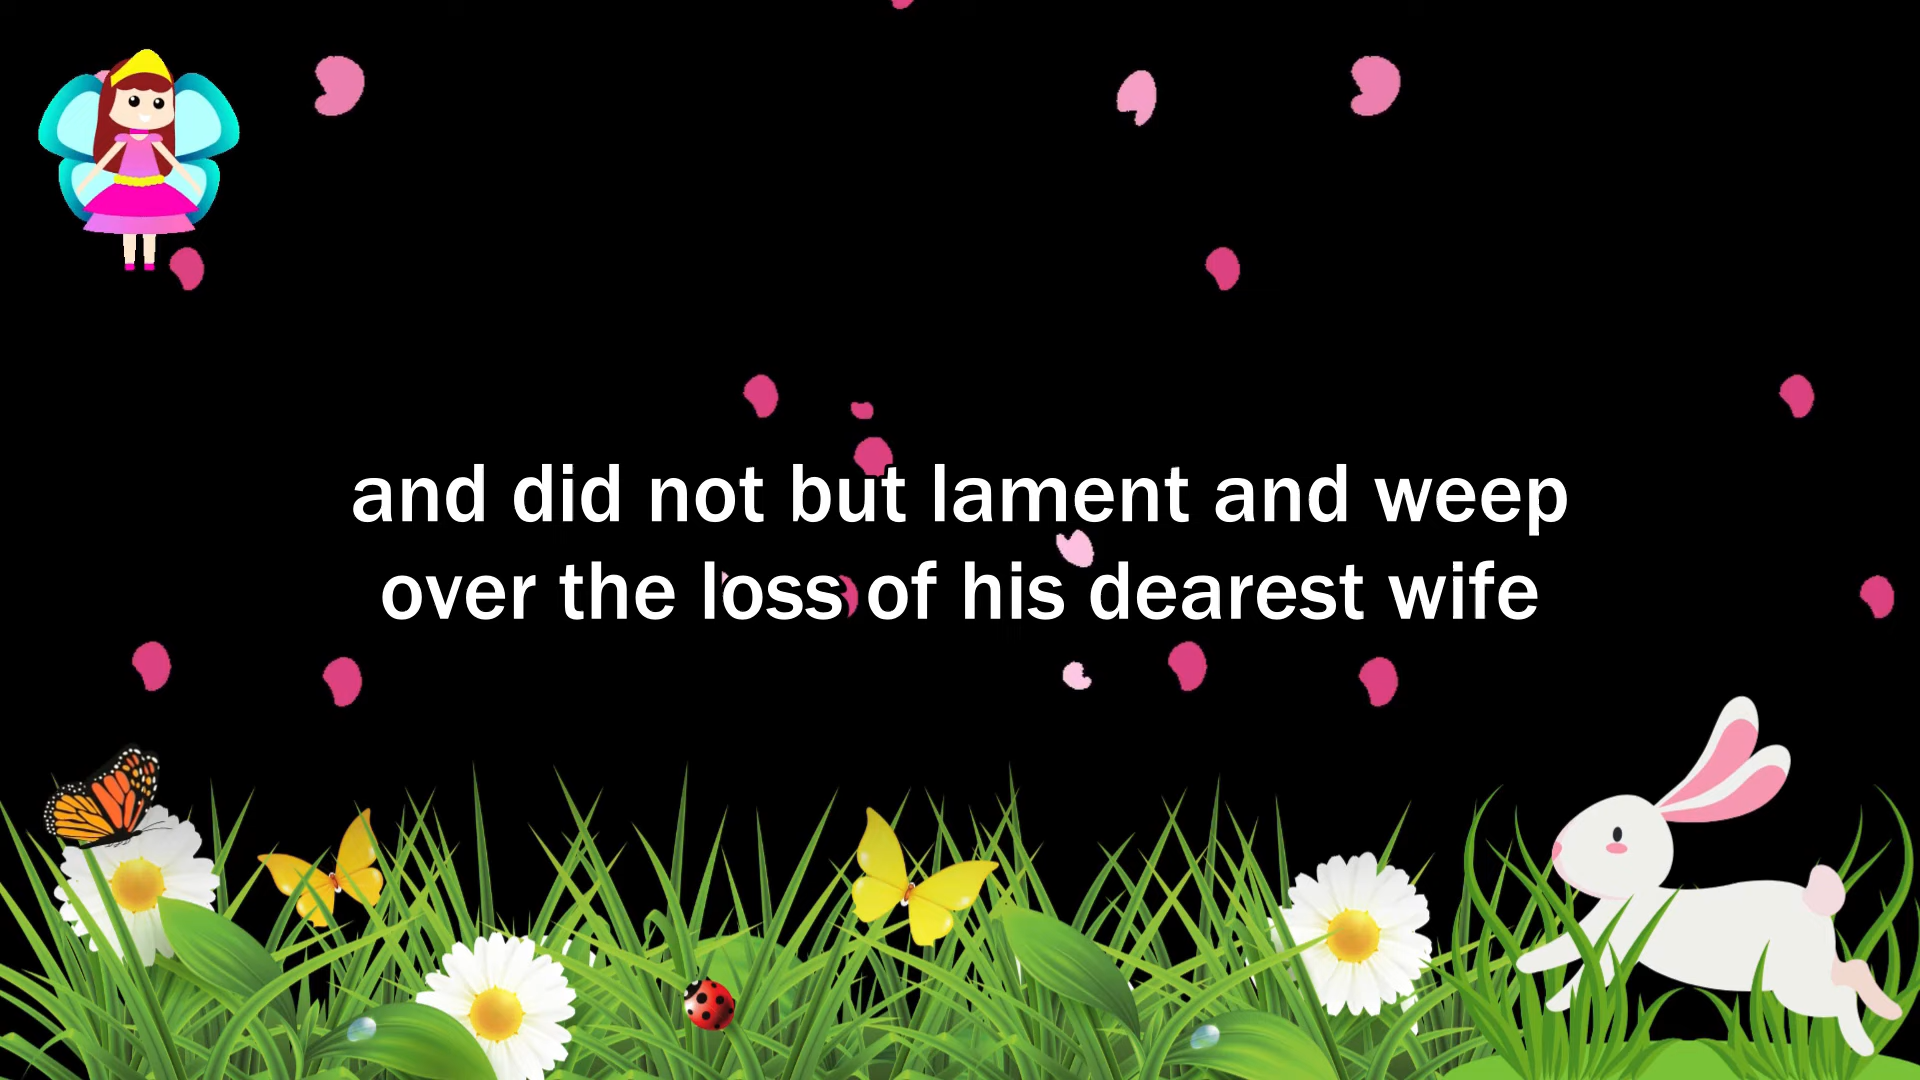 and did not but lament and weep
over the loss of his dearest wife